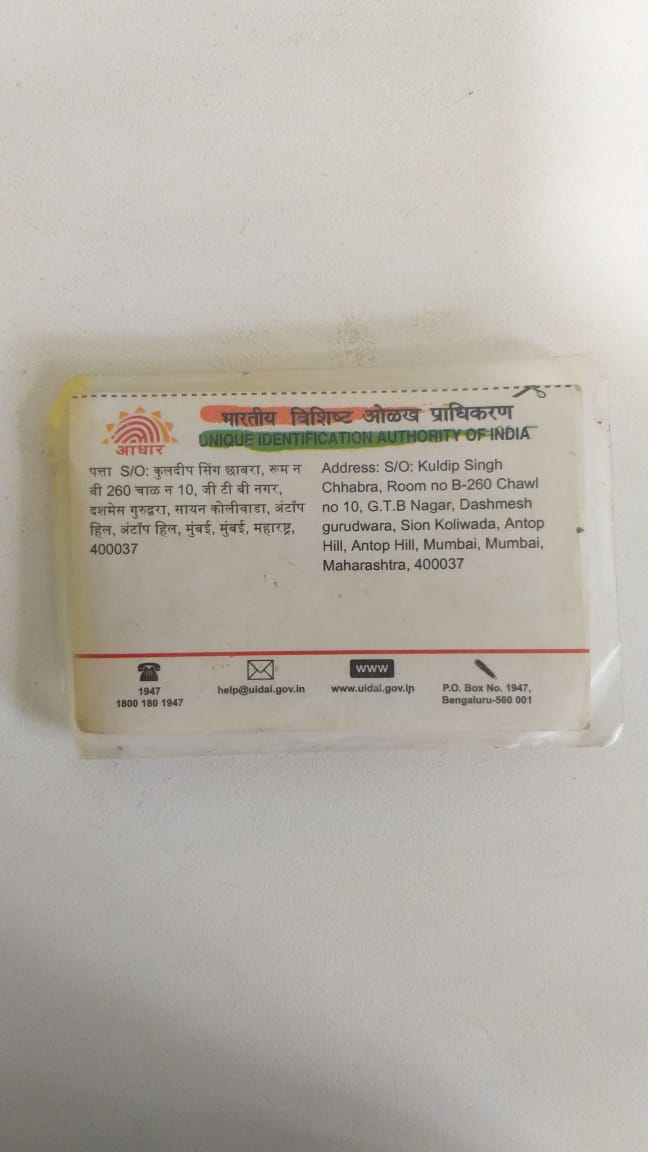 भारतीय विशिष्ट ओळख प्राधिकरण
UNIQUE IDENTIFICATION AUTHORITY OF INDIA
आधार
पत्ता S/O: कुलदीप सिंग छाबरा, रूम न
बी 260 चाळ न 10, जी टी बी नगर,
दशमेस गुरुद्वरा, सायन कोलीवाडा, अंटॉप
हिल, अंटॉप हिल, मुंबई, मुंबई, महाराष्ट्र,
400037
Address: S/O: Kuldip Singh
Chhabra, Room no B-260 Chawl
no 10, G.T.B Nagar, Dashmesh
gurudwara, Sion Koliwada, Antop
Hill, Antop Hill, Mumbai, Mumbai,
Maharashtra, 400037
1947
1800 180 1947
help@uidai.gov.in
www
www.uidai.gov.in
P.O. Box No. 1947,
Bengaluru-560 001